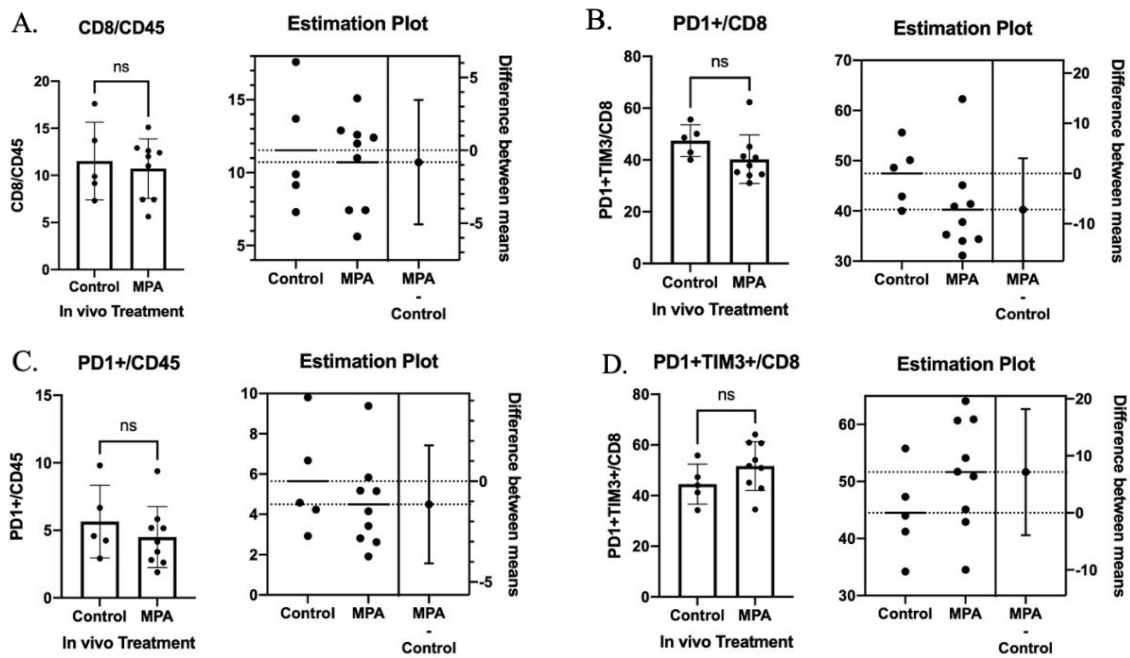 A.
CD8/CD45
ns
CD8/CD45
20
15
10
5
0
Control MPA
In vivo Treatment
Estimation Plot
15
10
5
5
0
-5
Difference between means
Control MPA MPA
-
Control
B.
PD1+/CD8
ns
PD1+TIM3/CD8
80
60
40
20
0
Control MPA
In vivo Treatment
Estimation Plot
70
60
50
40
30
20
10
0
-10
Difference between means
Control MPA MPA
-
Control
C.
PD1+/CD45
ns
PD1+/CD45
15
10
5
0
Control MPA
In vivo Treatment
Estimation Plot
10
8
6
4
2
0
0
-5
Difference between means
Control MPA MPA
-
Control
D.
PD1+TIM3+/CD8
ns
PD1+TIM3+/CD8
80
60
40
20
0
Control MPA
In vivo Treatment
Estimation Plot
60
50
40
30
20
10
0
-10
Difference between means
Control MPA MPA
-
Control